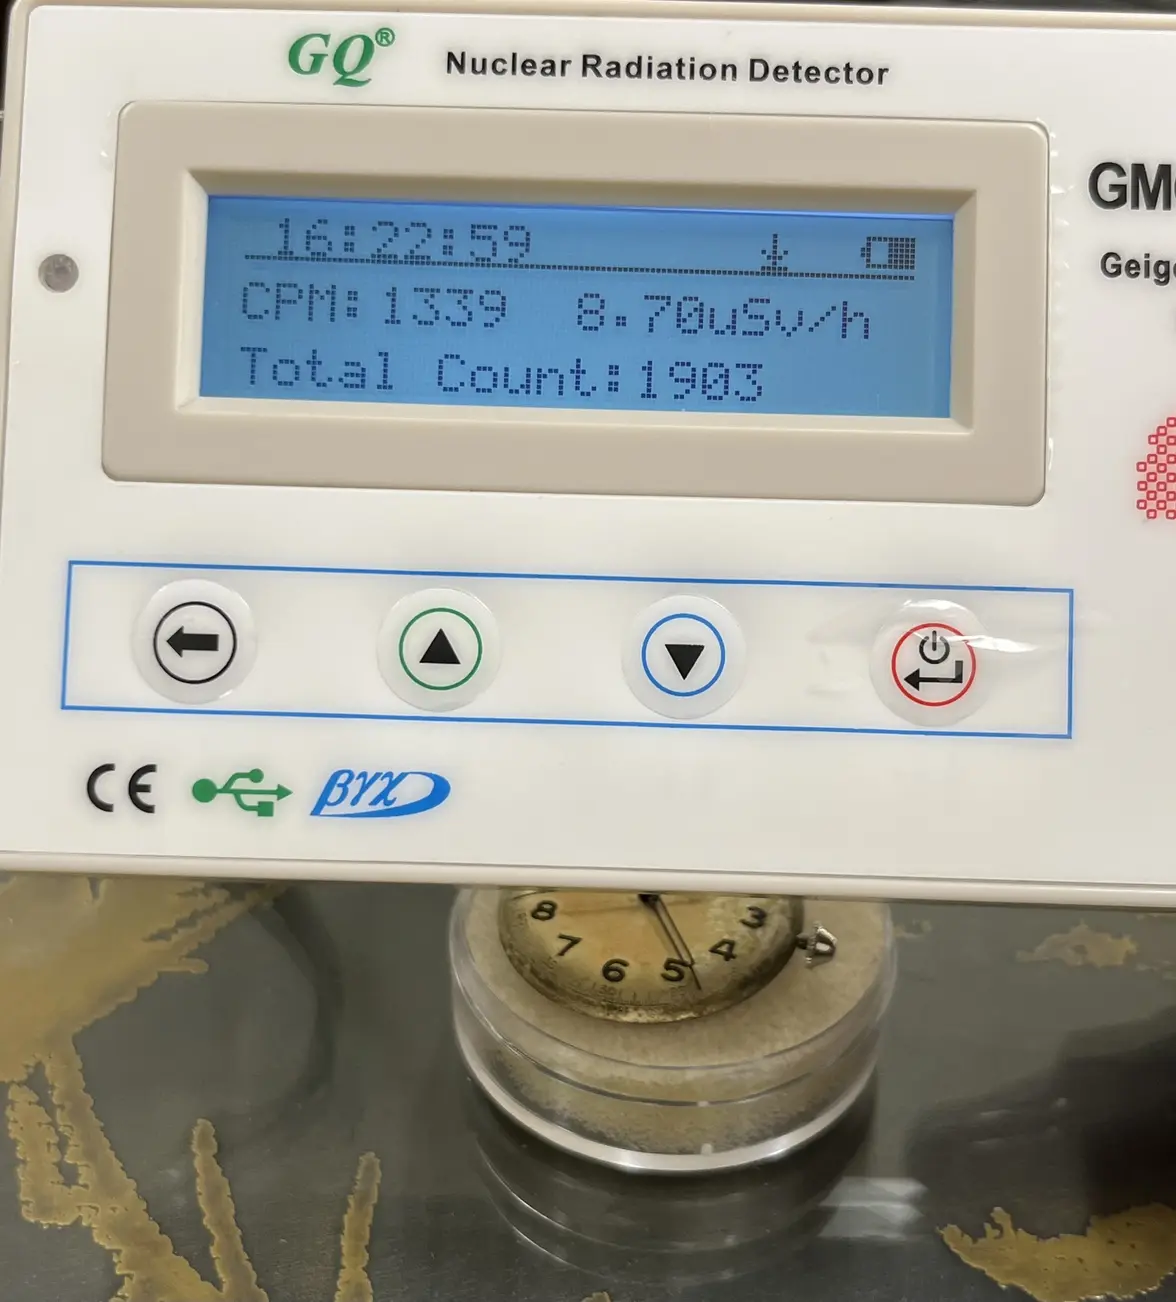 GQ® Nuclear Radiation Detector
GM
Geig
16:22:59
CPM:1339 8.70uSv/h
Total Count:1903
CE βγχ
8 3
7 4
6 5